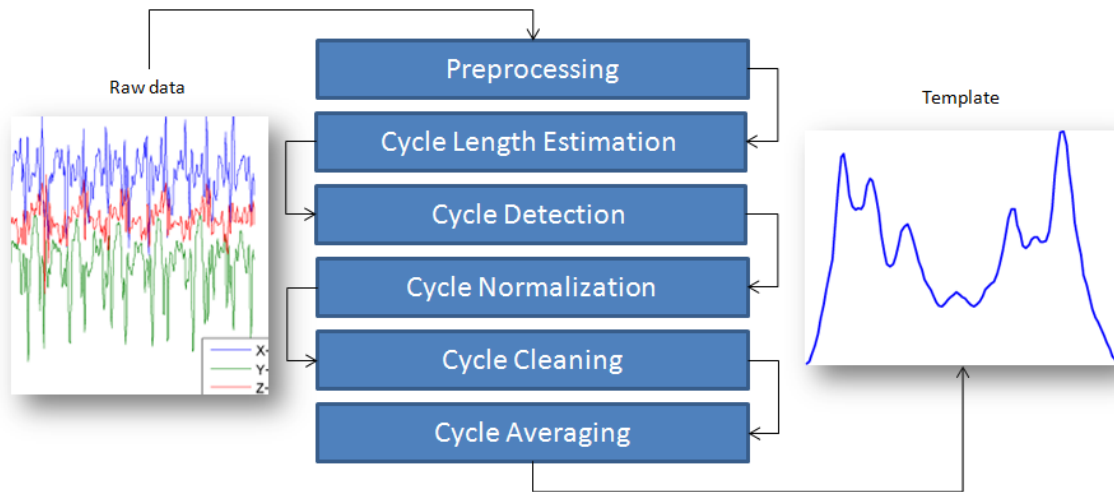 Raw data
X-
Y-
Z-
Preprocessing
Cycle Length Estimation
Cycle Detection
Cycle Normalization
Cycle Cleaning
Cycle Averaging
Template